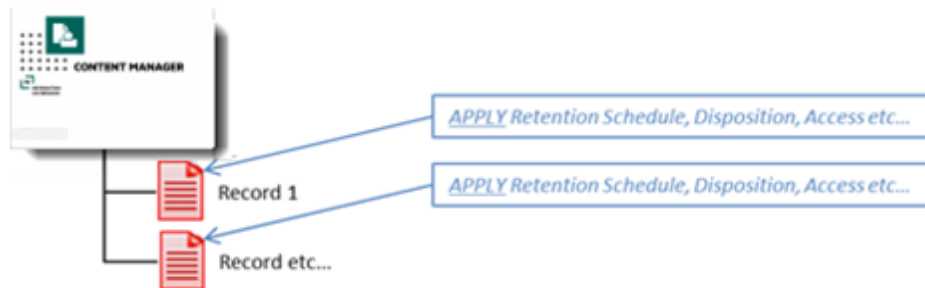 CONTENT MANAGER
APPLY Retention Schedule, Disposition, Access etc...
Record 1
APPLY Retention Schedule, Disposition, Access etc...
Record etc...